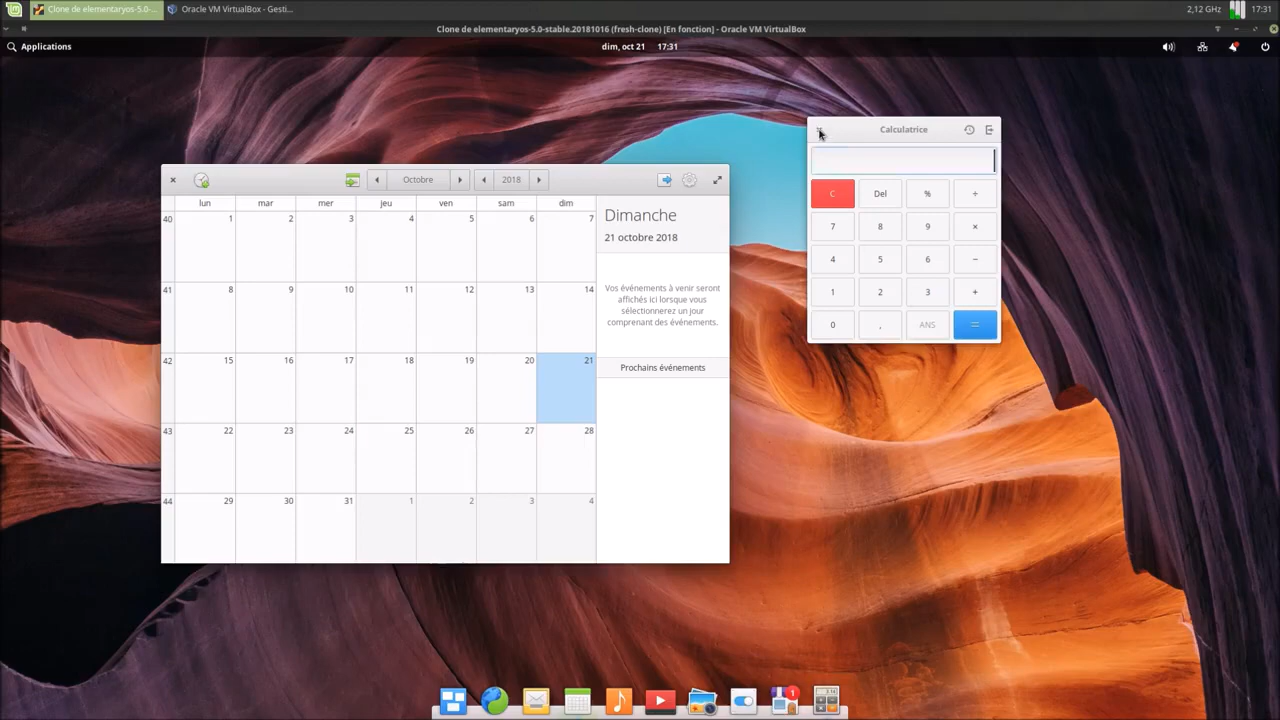 Clone de elementaryos-5.0-...
Oracle VM VirtualBox - Gesti...
2,12 GHz
17:31
Clone de elementaryos-5.0-stable.20181016 (fresh-clone) [En fonction] - Oracle VM VirtualBox
Applications
dim, oct 21 17:31
Calculatrice
C Del % ÷
7 8 9 ×
4 5 6 −
1 2 3 +
0 , ANS =
Octobre 2018
lun mar mer jeu ven sam dim
40 1 2 3 4 5 6 7
41 8 9 10 11 12 13 14
42 15 16 17 18 19 20 21
43 22 23 24 25 26 27 28
44 29 30 31 1 2 3 4
Dimanche
21 octobre 2018
Vos événements à venir seront
affichés ici lorsque vous
sélectionnerez un jour
comprenant des événements.
Prochains événements
1